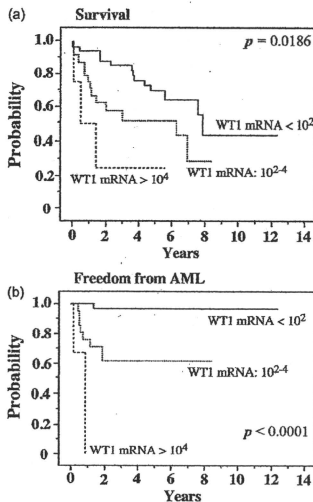 (a) Survival
p = 0.0186
1.0
0.8
0.6
0.4
0.2
0
Probability
WT1 mRNA < 10²
WT1 mRNA: 10²⁻⁴
WT1 mRNA > 10⁴
0 2 4 6 8 10 12 14
Years
(b) Freedom from AML
1.0
0.8
0.6
0.4
0.2
0
Probability
WT1 mRNA < 10²
WT1 mRNA: 10²⁻⁴
p < 0.0001
WT1 mRNA > 10⁴
0 2 4 6 8 10 12 14
Years